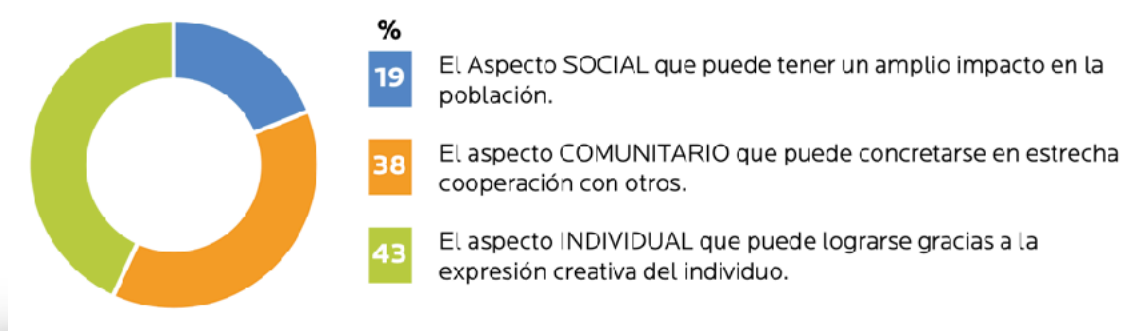 %
19
El Aspecto SOCIAL que puede tener un amplio impacto en la
población.
38
El aspecto COMUNITARIO que puede concretarse en estrecha
cooperación con otros.
43
El aspecto INDIVIDUAL que puede lograrse gracias a la
expresión creativa del individuo.